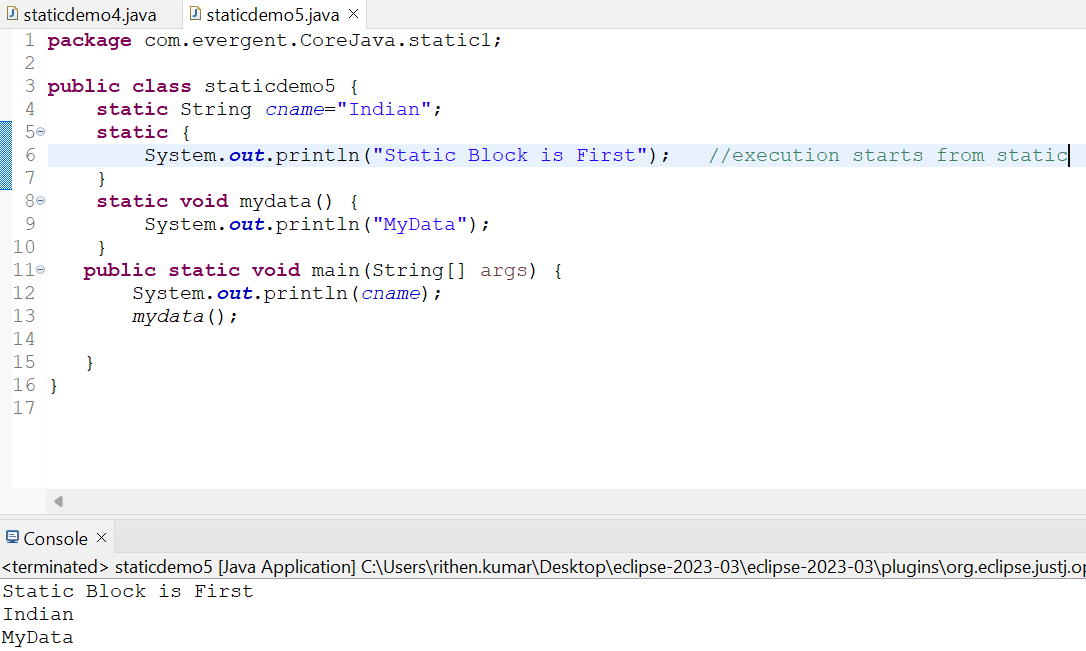 staticdemo4.java staticdemo5.java
1 package com.evergent.CoreJava.static1;
2
3 public class staticdemo5 {
4 static String cname="Indian";
5 static {
6 System.out.println("Static Block is First"); //execution starts from static
7 }
8 static void mydata() {
9 System.out.println("MyData");
10 }
11 public static void main(String[] args) {
12 System.out.println(cname);
13 mydata();
14
15 }
16 }
17
Console
<terminated> staticdemo5 [Java Application] C:\Users\rithen.kumar\Desktop\eclipse-2023-03\eclipse-2023-03\plugins\org.eclipse.justj.op
Static Block is First
Indian
MyData